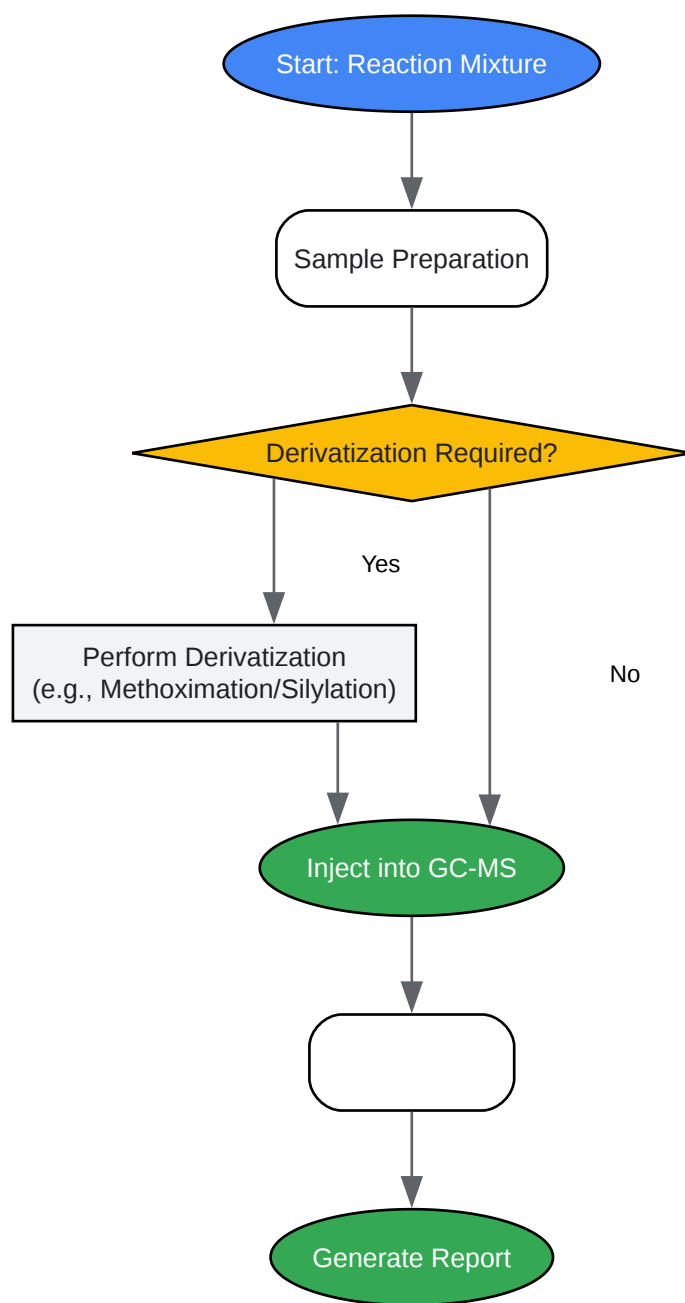 Start: Reaction Mixture
Sample Preparation
Derivatization Required?
Yes
Perform Derivatization
(e.g., Methoximation/Silylation)
No
Inject into GC-MS
Generate Report